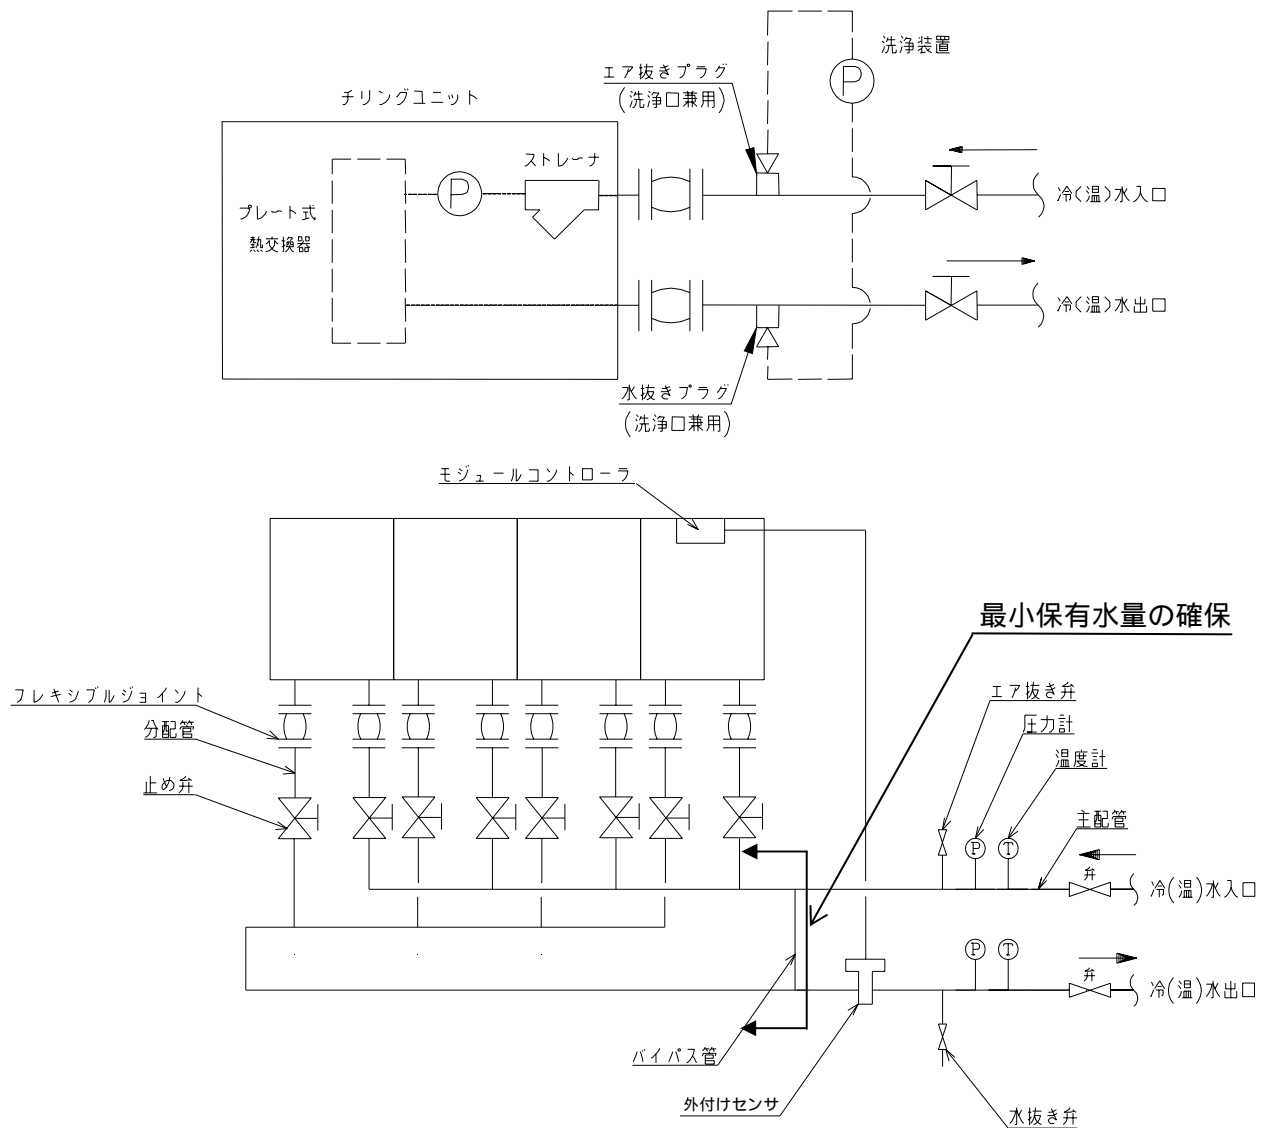 洗浄装置
P
エア抜きプラグ
(洗浄口兼用)
チリングユニット
ストレーナ
P
プレート式
熱交換器
冷(温)水入口
冷(温)水出口
水抜きプラグ
(洗浄口兼用)
モジュールコントローラ
最小保有水量の確保
フレキシブルジョイント
分配管
止め弁
エア抜き弁
圧力計
温度計
主配管
P T
弁
冷(温)水入口
P T
弁
冷(温)水出口
バイパス管
外付けセンサ
水抜き弁